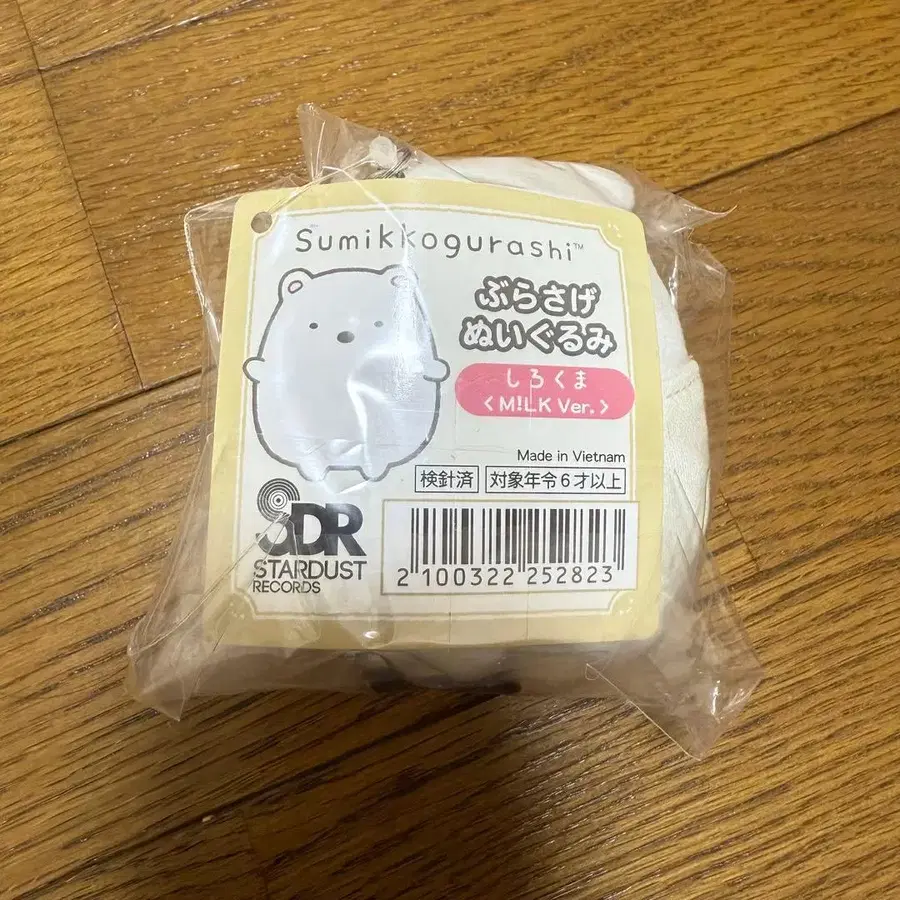 Sumikkogurashi™
ぶらさげ
ぬいぐるみ
しろくま
<M!LK Ver.>
Made in Vietnam
検針済 対象年令6才以上
SDR
STARDUST
RECORDS
2 100322 252823